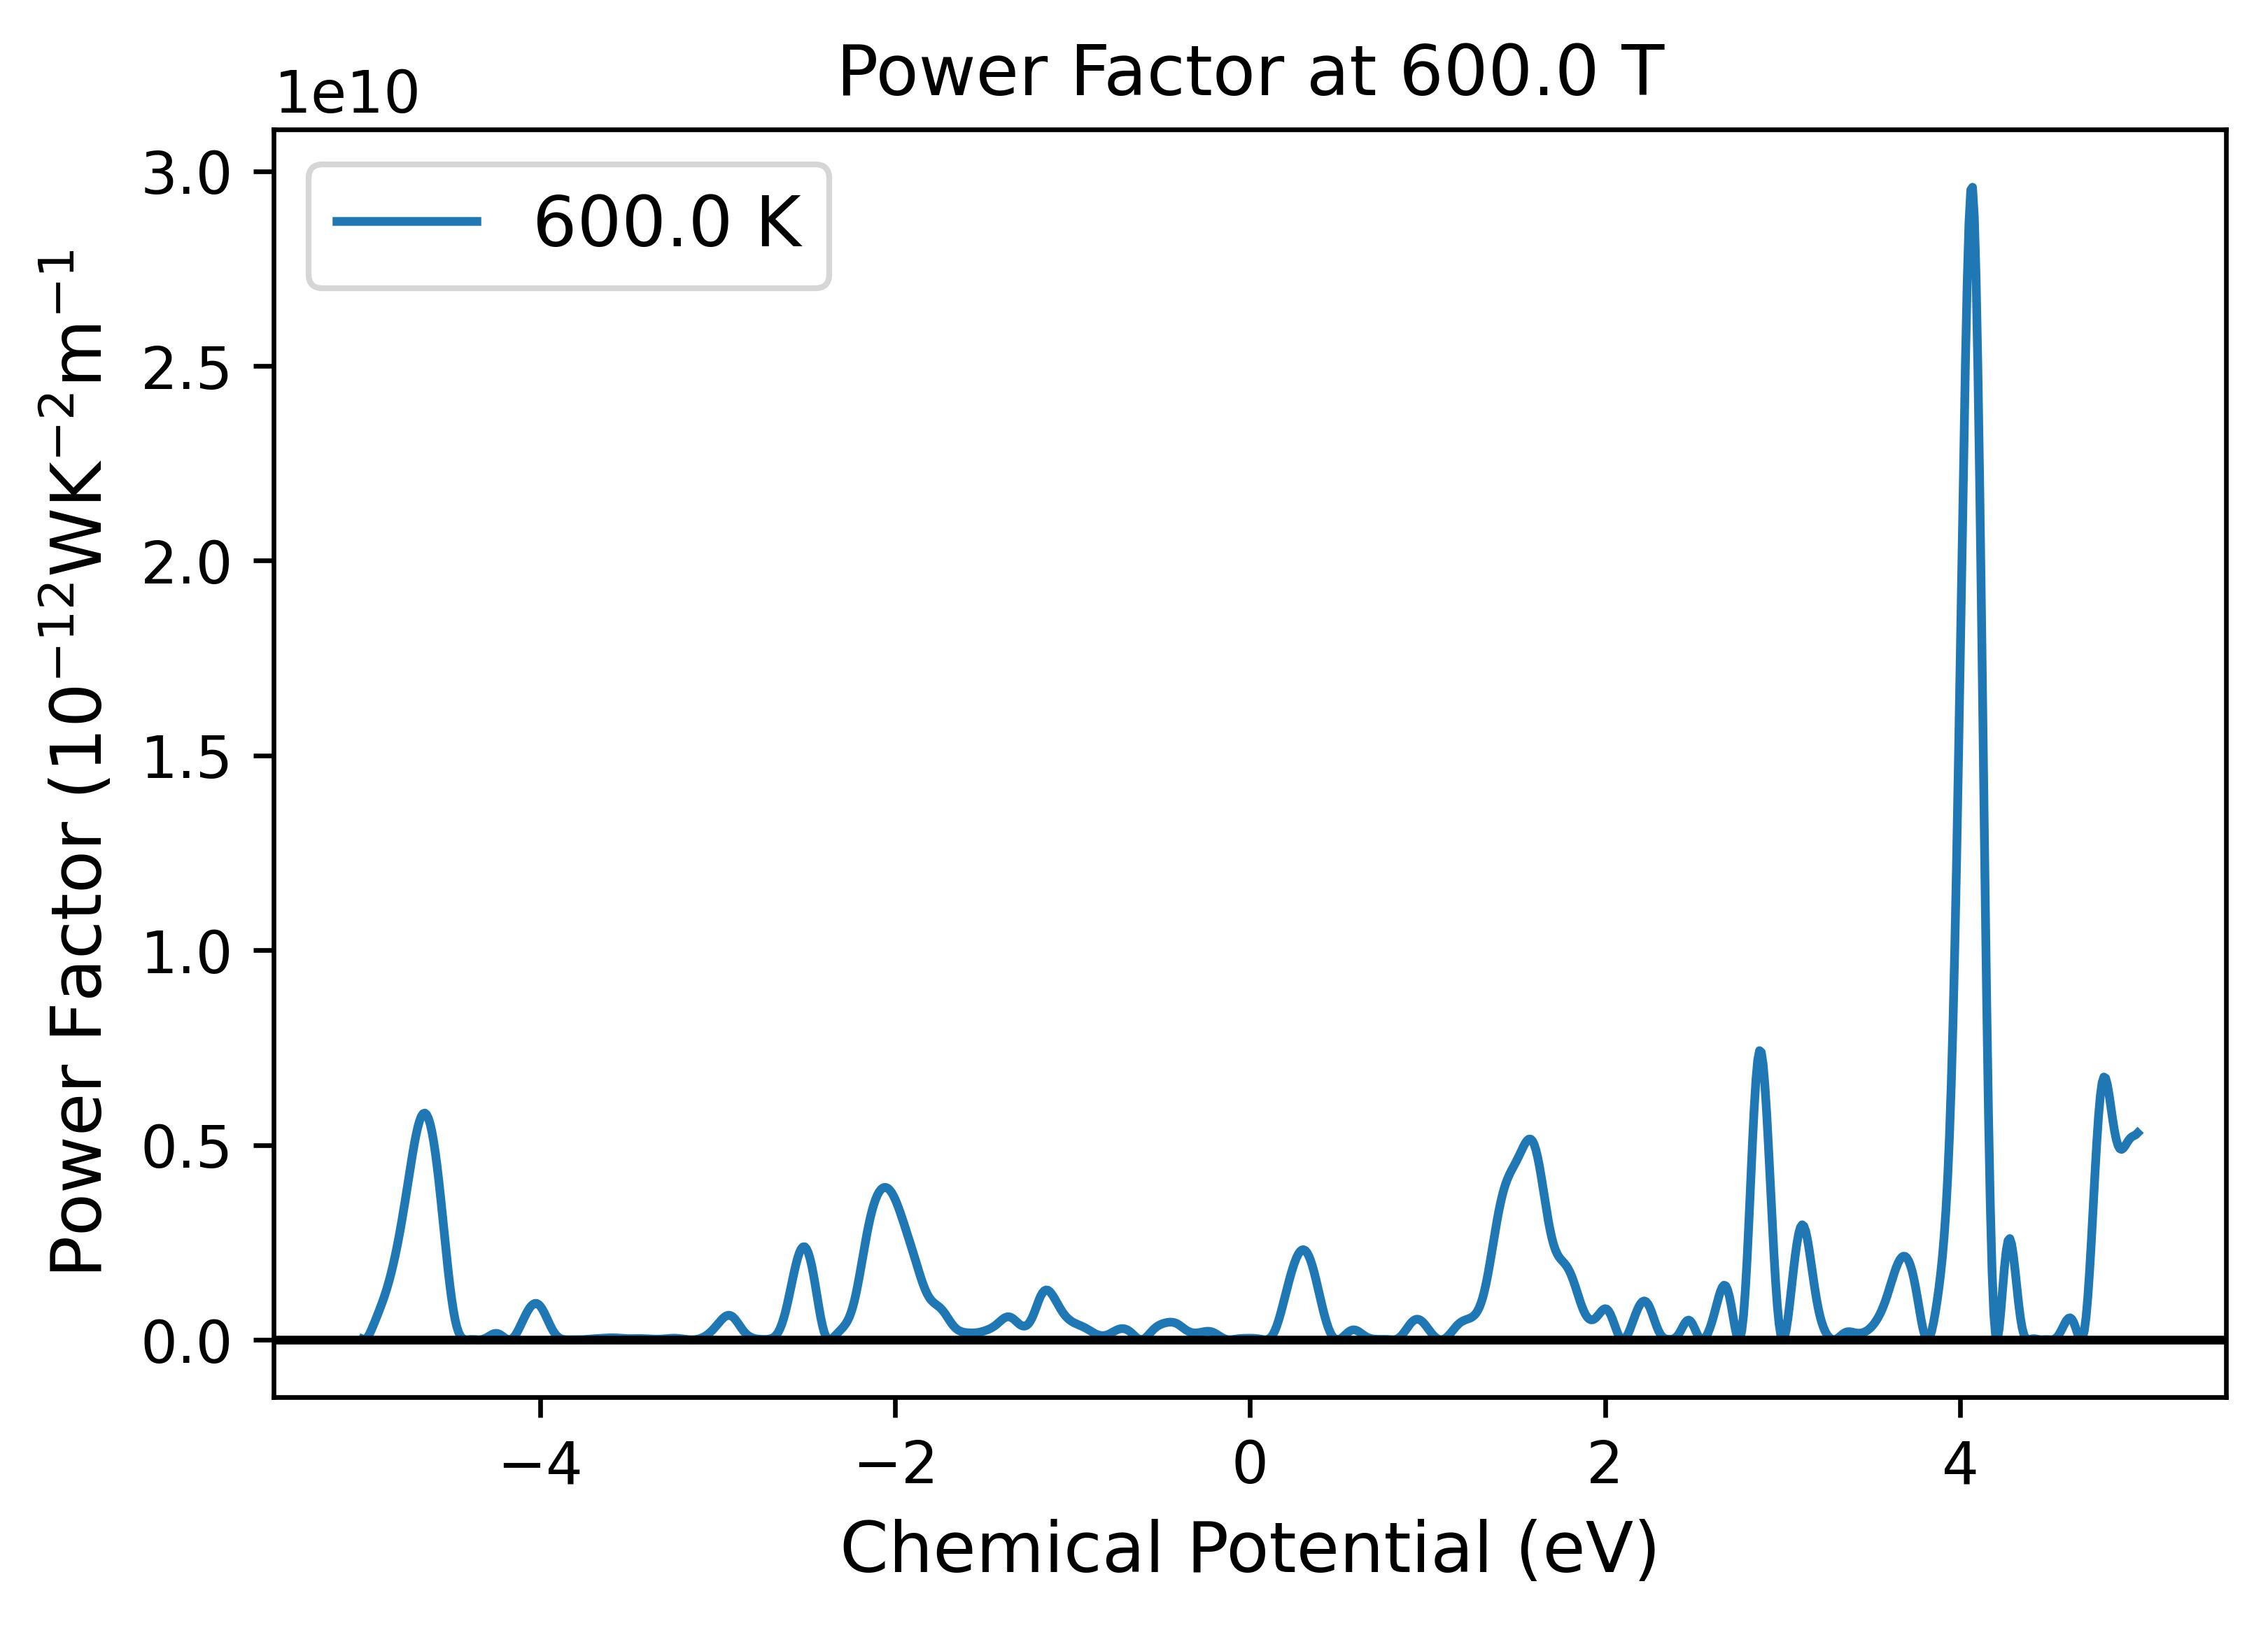 Power Factor at 600.0 T
1e10
600.0 K
3.0
2.5
2.0
1.5
1.0
0.5
0.0
Power Factor (10⁻¹²WK⁻²m⁻¹
−4
−2
0
2
4
Chemical Potential (eV)